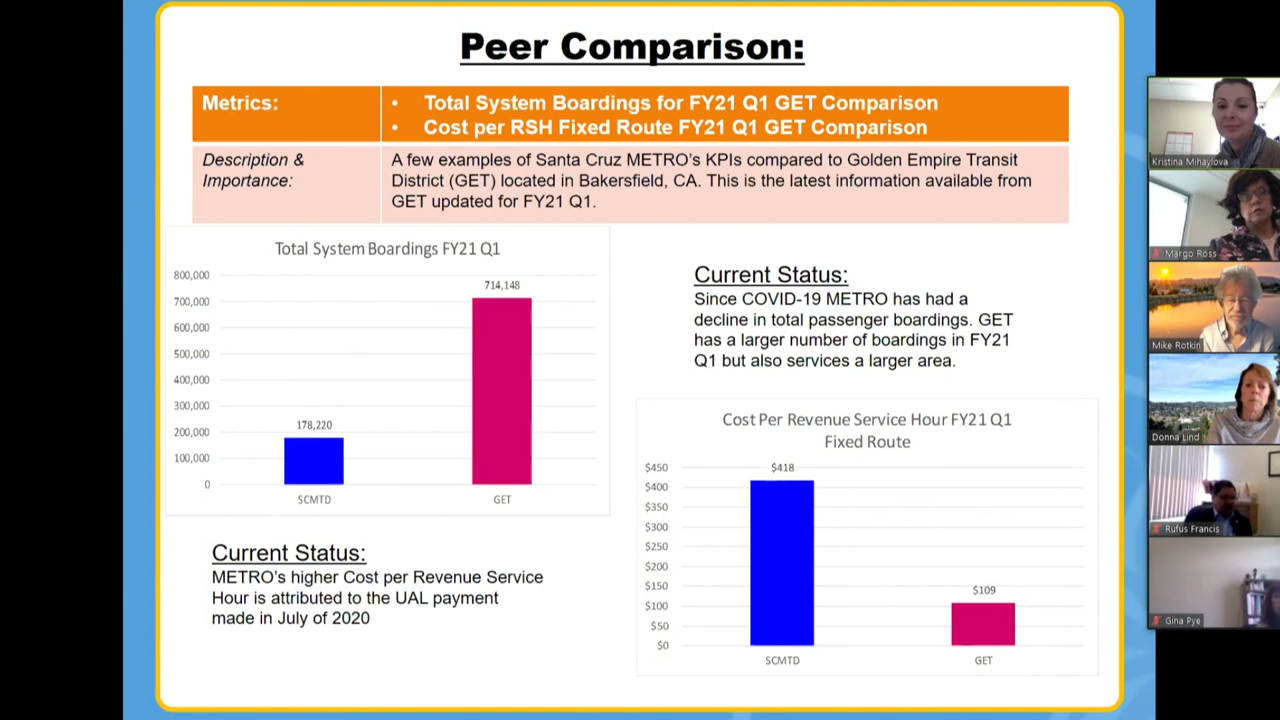 Peer Comparison:
Metrics:
• Total System Boardings for FY21 Q1 GET Comparison
• Cost per RSH Fixed Route FY21 Q1 GET Comparison
Description &
Importance:
A few examples of Santa Cruz METRO's KPIs compared to Golden Empire Transit
District (GET) located in Bakersfield, CA. This is the latest information available from
GET updated for FY21 Q1.
Total System Boardings FY21 Q1
800,000
700,000
600,000
500,000
400,000
300,000
200,000
100,000
0
178,220
714,148
SCMTD
GET
Current Status:
Since COVID-19 METRO has had a
decline in total passenger boardings. GET
has a larger number of boardings in FY21
Q1 but also services a larger area.
Current Status:
METRO's higher Cost per Revenue Service
Hour is attributed to the UAL payment
made in July of 2020
Cost Per Revenue Service Hour FY21 Q1
Fixed Route
$450
$400
$350
$300
$250
$200
$150
$100
$50
$0
$418
$109
SCMTD
GET
Kristina Mihaylova
Margo Ross
Mike Rotkin
Donna Lind
Rufus Francis
Gina Pye